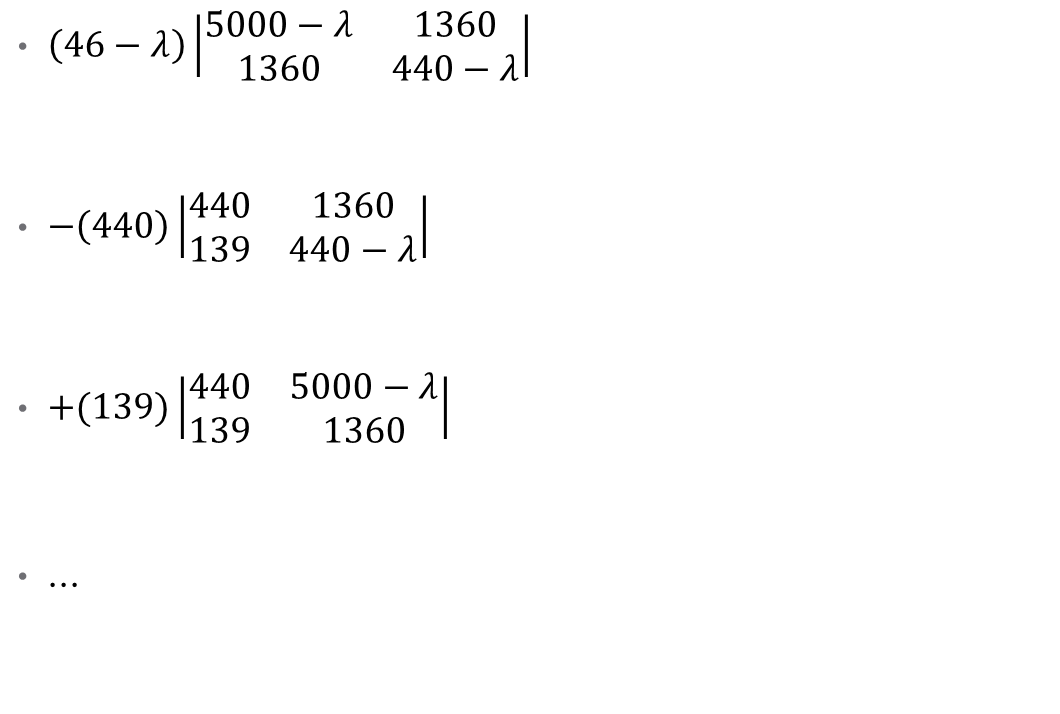 • (46 − λ) |5000 − λ 1360|
|1360 440 − λ|
• −(440) |440 1360|
|139 440 − λ|
• +(139) |440 5000 − λ|
|139 1360|
• …